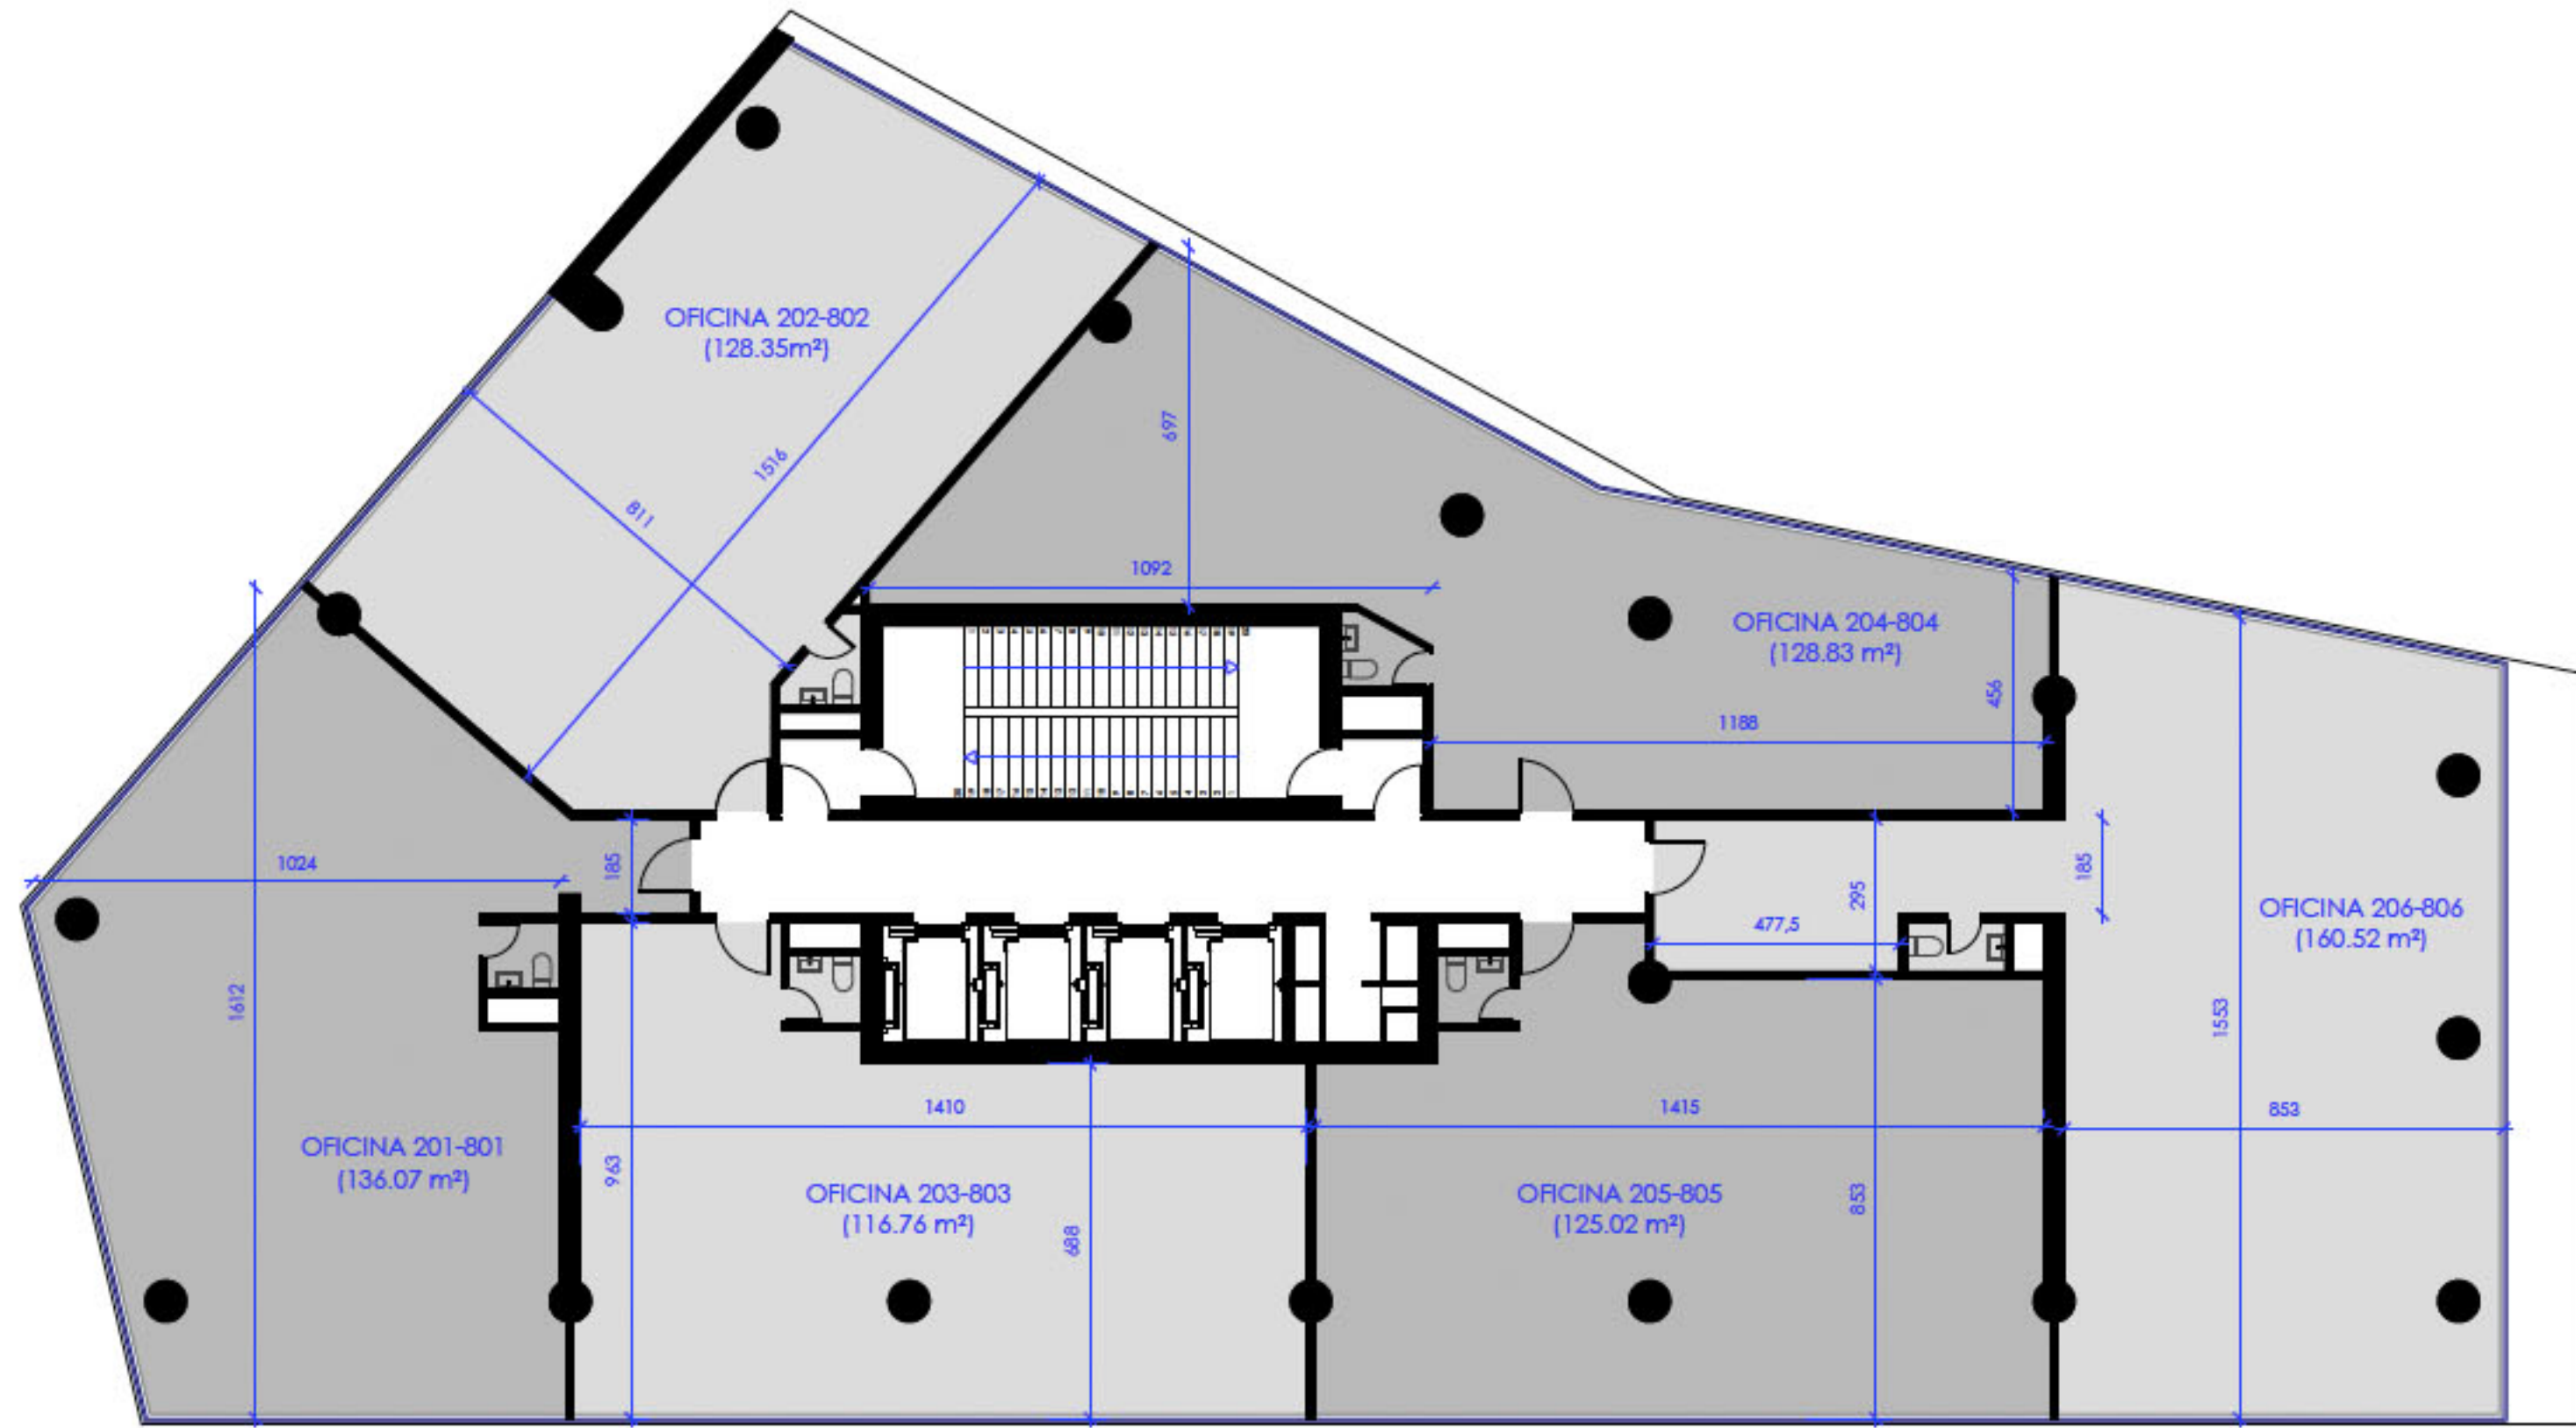 OFICINA 202-802
(128.35m²)
697
1516
811
1092
OFICINA 204-804
(128.83 m²)
456
1188
1024
185
295
185
477,5
OFICINA 206-806
(160.52 m²)
1612
1553
1410
1415
853
OFICINA 201-801
(136.07 m²)
963
OFICINA 203-803
(116.76 m²)
688
OFICINA 205-805
(125.02 m²)
853